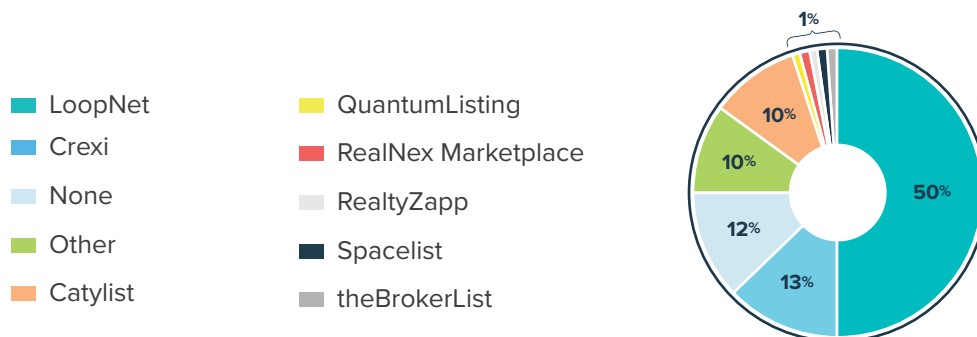 LoopNet
Crexi
None
Other
Catylist
QuantumListing
RealNex Marketplace
RealtyZapp
Spacelist
theBrokerList
1%
10%
10%
50%
12%
13%